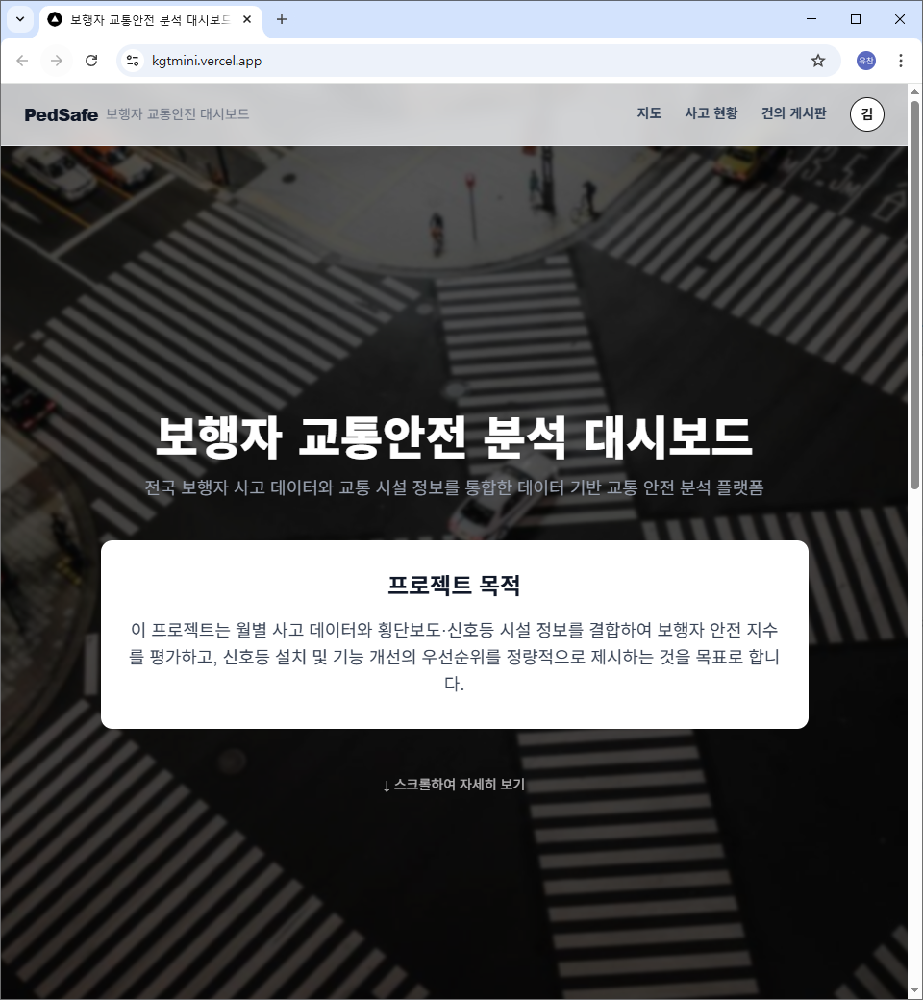 보행자 교통안전 분석 대시보드
kgtmini.vercel.app
유찬
PedSafe 보행자 교통안전 대시보드
지도 사고 현황 건의 게시판 김
보행자 교통안전 분석 대시보드
전국 보행자 사고 데이터와 교통 시설 정보를 통합한 데이터 기반 교통 안전 분석 플랫폼
프로젝트 목적
이 프로젝트는 월별 사고 데이터와 횡단보도·신호등 시설 정보를 결합하여 보행자 안전 지수
를 평가하고, 신호등 설치 및 기능 개선의 우선순위를 정량적으로 제시하는 것을 목표로 합니
다.
↓ 스크롤하여 자세히 보기